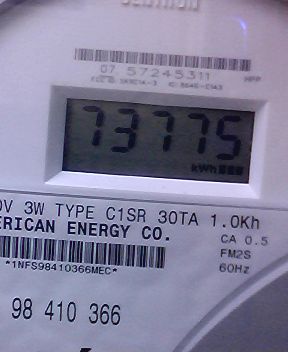 CENTRON
07 57245311
73775
kWh
0V 3W TYPE C1SR 30TA 1.0Kh
ERICAN ENERGY CO.
CA 0.5
FM2S
*1NFS98410366MEC*
60Hz
98 410 366